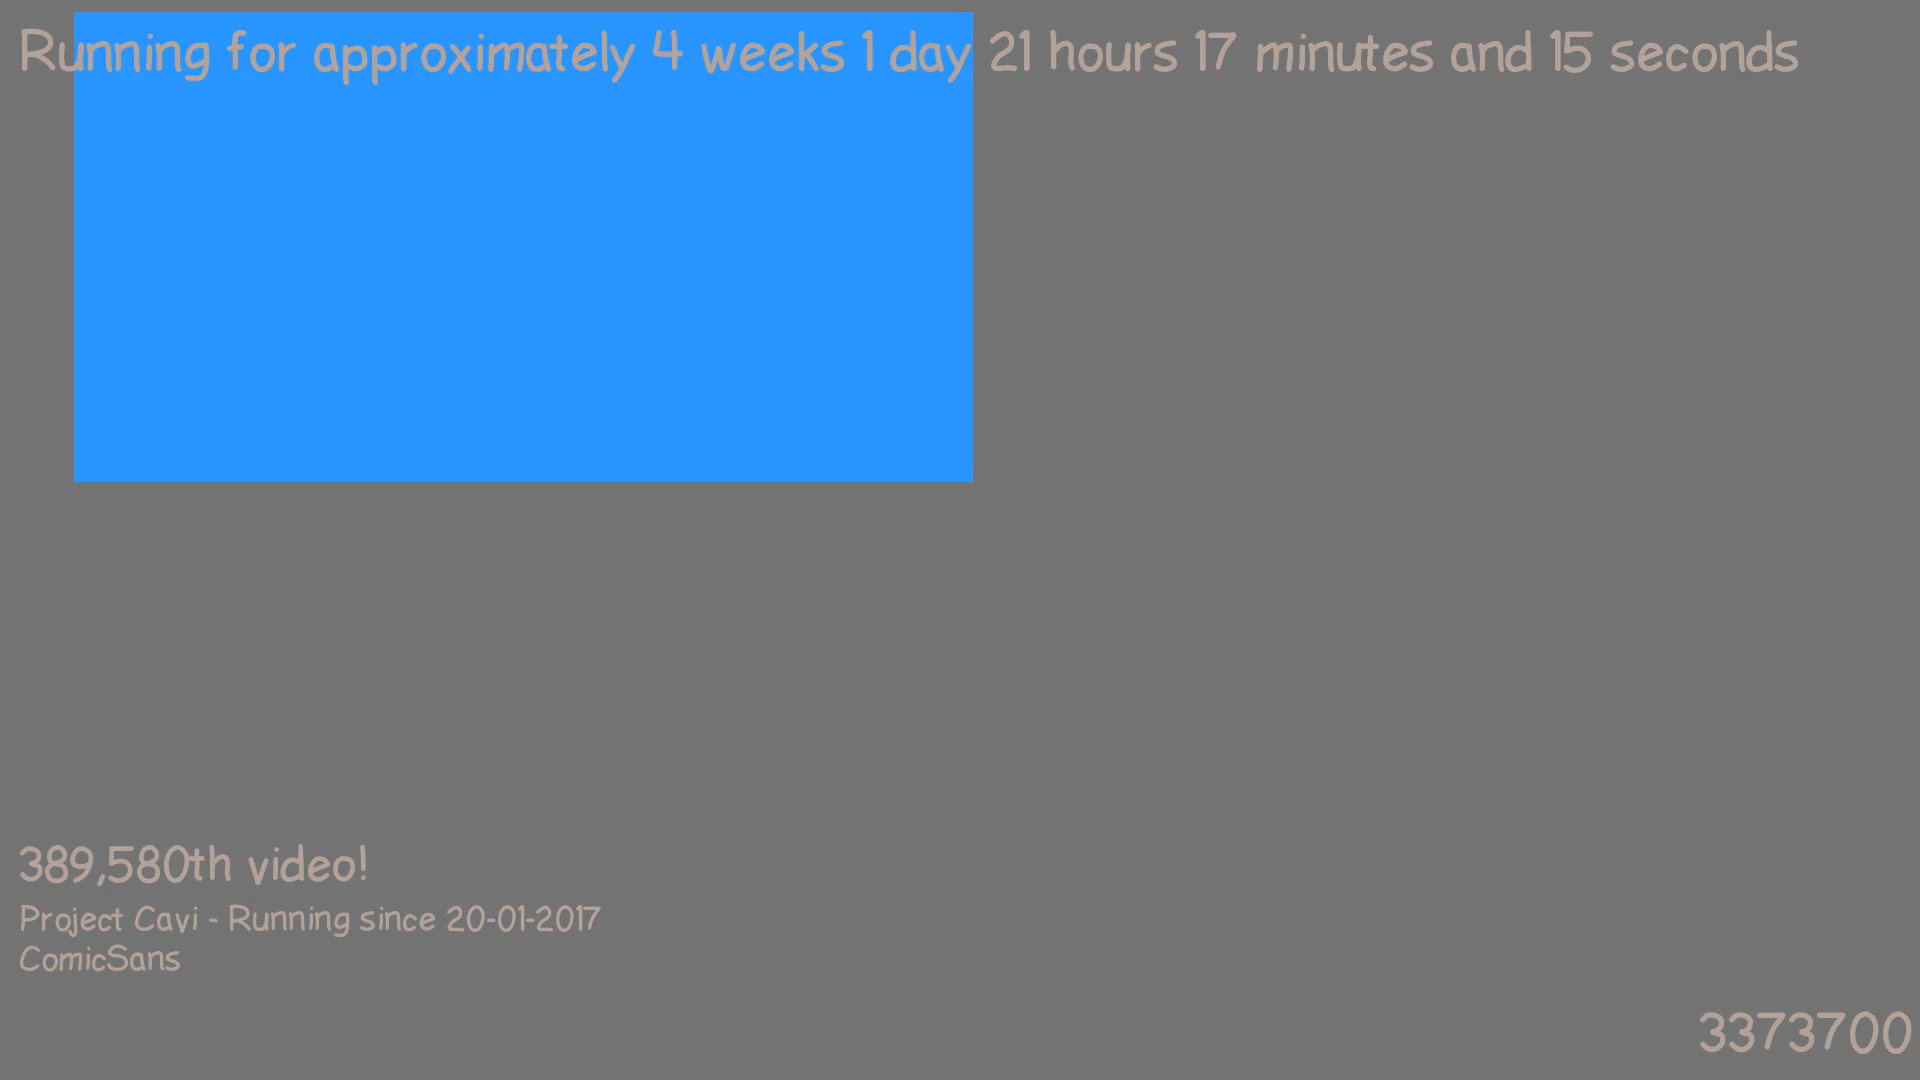 Running for approximately 4 weeks 1 day 21 hours 17 minutes and 15 seconds
389,580th video!
Project Cavi - Running since 20-01-2017
ComicSans
3373700